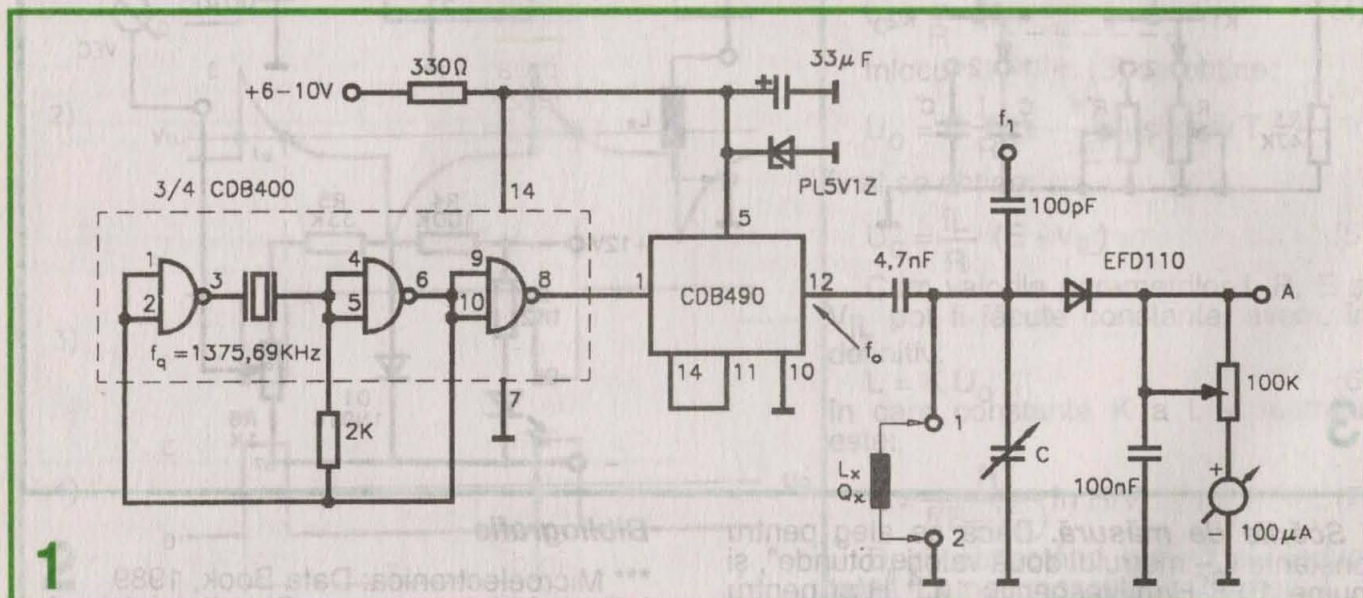 330Ω
33μF
+6-10V
f₁
3/4 CDB400
14
PL5V1Z
100pF
5
1
2
3
4
5
6
9
10
8
1
CDB490
12
4,7nF
EFD110
A
f_q = 1375,69KHz
14
11
10
f₀
7
100K
2K
1
Lx
Qx
C
100nF
+
2
-
100μA
1